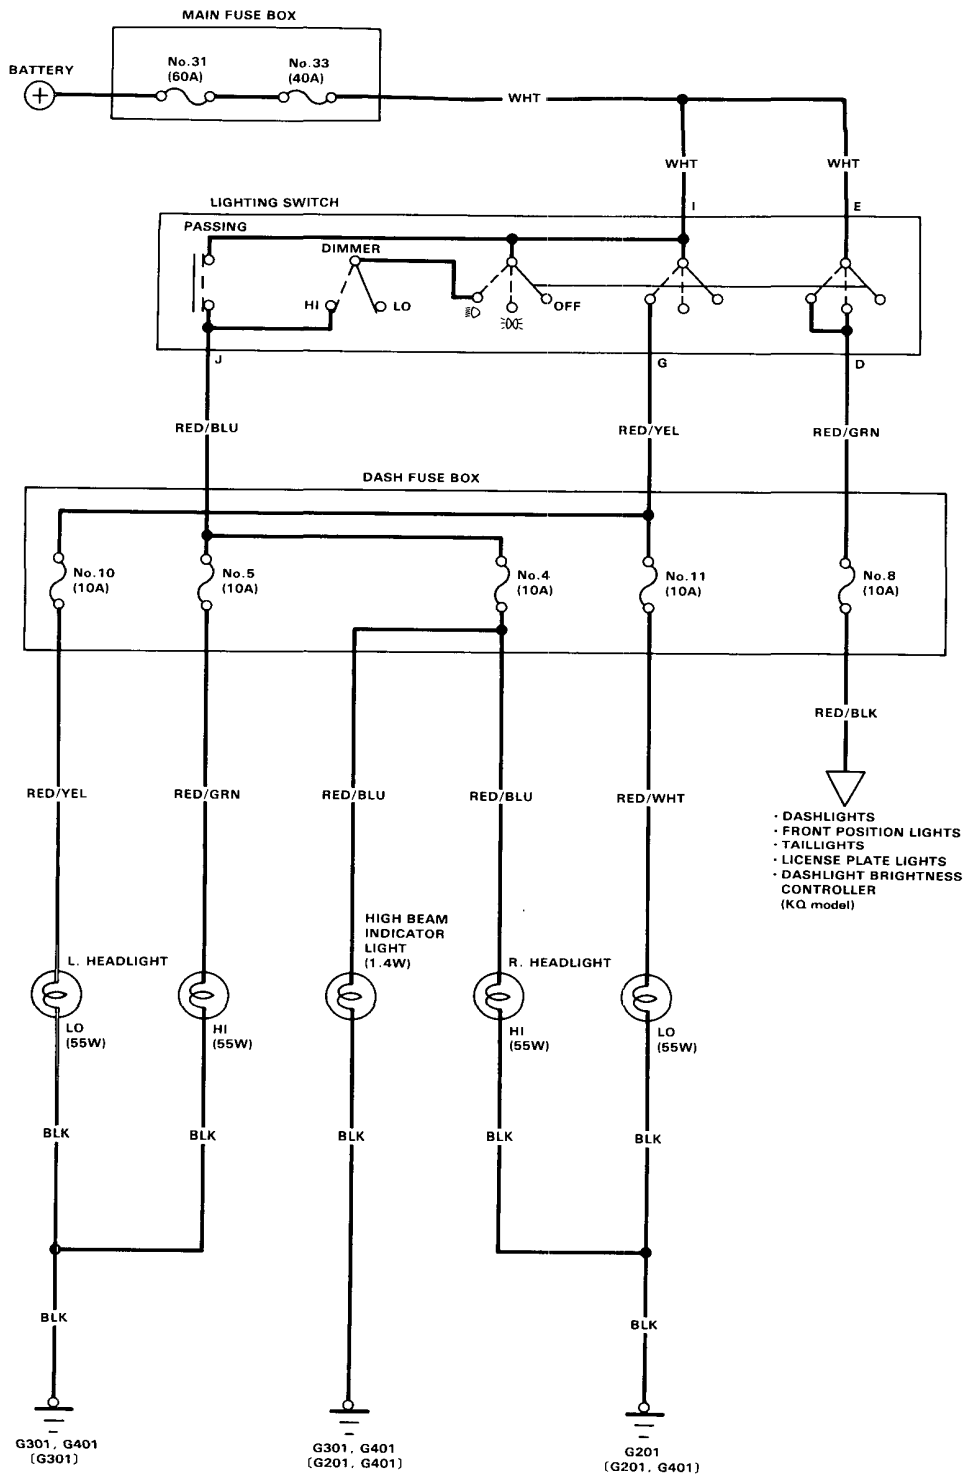 MAIN FUSE BOX
BATTERY
No.31
(60A)
No.33
(40A)
WHT
WHT
WHT
LIGHTING SWITCH
I
E
PASSING
DIMMER
HI
LO
OFF
J
G
D
RED/BLU
RED/YEL
RED/GRN
DASH FUSE BOX
No.10
(10A)
No.5
(10A)
No.4
(10A)
No.11
(10A)
No.8
(10A)
RED/BLK
RED/YEL
RED/GRN
RED/BLU
RED/BLU
RED/WHT
· DASHLIGHTS
· FRONT POSITION LIGHTS
· TAILLIGHTS
· LICENSE PLATE LIGHTS
· DASHLIGHT BRIGHTNESS
CONTROLLER
(KQ model)
L. HEADLIGHT
HIGH BEAM
INDICATOR
LIGHT
(1.4W)
R. HEADLIGHT
LO
(55W)
HI
(55W)
HI
(55W)
LO
(55W)
BLK
BLK
BLK
BLK
BLK
BLK
BLK
G301, G401
(G301)
G301, G401
(G201, G401)
G201
(G201, G401)